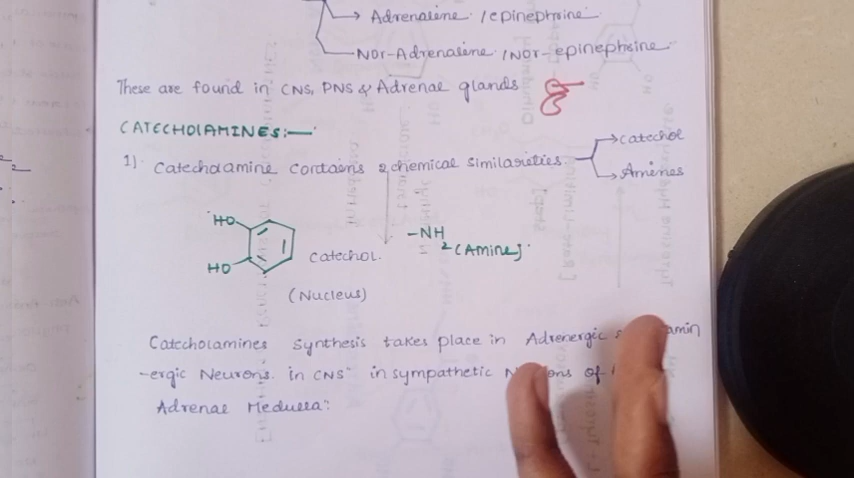 Adrenaline / epinephrine
Nor-Adrenaline / Nor-epinephrine
These are found in CNS, PNS & Adrenal glands
CATECHOLAMINES:-
1) Catecholamine contains 2 chemical similarities
catechol
Amines
HO
HO
catechol.
-NH2 (Amine)
(Nucleus)
Catecholamines synthesis takes place in Adrenergic
-ergic Neurons. in CNS in sympathetic of
Adrenal Medulla: